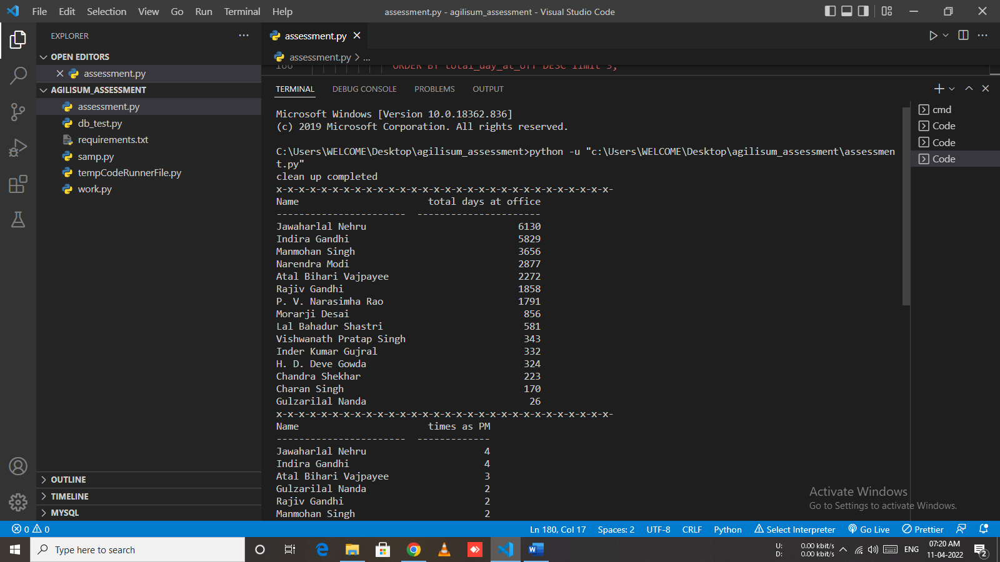 File Edit Selection View Go Run Terminal Help
assessment.py - agilisum_assessment - Visual Studio Code
EXPLORER
OPEN EDITORS
assessment.py
AGILISUM_ASSESSMENT
assessment.py
db_test.py
requirements.txt
samp.py
tempCodeRunnerFile.py
work.py
OUTLINE
TIMELINE
MYSQL
assessment.py
assessment.py > ...
166 ORDER BY total_day_at_off DESC limit 3;
TERMINAL DEBUG CONSOLE PROBLEMS OUTPUT
Microsoft Windows [Version 10.0.18362.836]
(c) 2019 Microsoft Corporation. All rights reserved.
C:\Users\WELCOME\Desktop\agilisum_assessment>python -u "c:\Users\WELCOME\Desktop\agilisum_assessment\assessmen
t.py"
clean up completed
x-x-x-x-x-x-x-x-x-x-x-x-x-x-x-x-x-x-x-x-x-x-x-x-x-x-x-x-x-x-
Name total days at office
----------------------- ----------------------
Jawaharlal Nehru 6130
Indira Gandhi 5829
Manmohan Singh 3656
Narendra Modi 2877
Atal Bihari Vajpayee 2272
Rajiv Gandhi 1858
P. V. Narasimha Rao 1791
Morarji Desai 856
Lal Bahadur Shastri 581
Vishwanath Pratap Singh 343
Inder Kumar Gujral 332
H. D. Deve Gowda 324
Chandra Shekhar 223
Charan Singh 170
Gulzarilal Nanda 26
x-x-x-x-x-x-x-x-x-x-x-x-x-x-x-x-x-x-x-x-x-x-x-x-x-x-x-x-x-x-
Name times as PM
----------------------- -------------
Jawaharlal Nehru 4
Indira Gandhi 4
Atal Bihari Vajpayee 3
Gulzarilal Nanda 2
Rajiv Gandhi 2
Manmohan Singh 2
cmd
Code
Code
Code
Activate Windows
Go to Settings to activate Windows.
0 0 Ln 180, Col 17 Spaces: 2 UTF-8 CRLF Python Select Interpreter Go Live Prettier
Type here to search
U: 0.00 kbit/s
D: 0.00 kbit/s
ENG
07:20 AM
11-04-2022
2